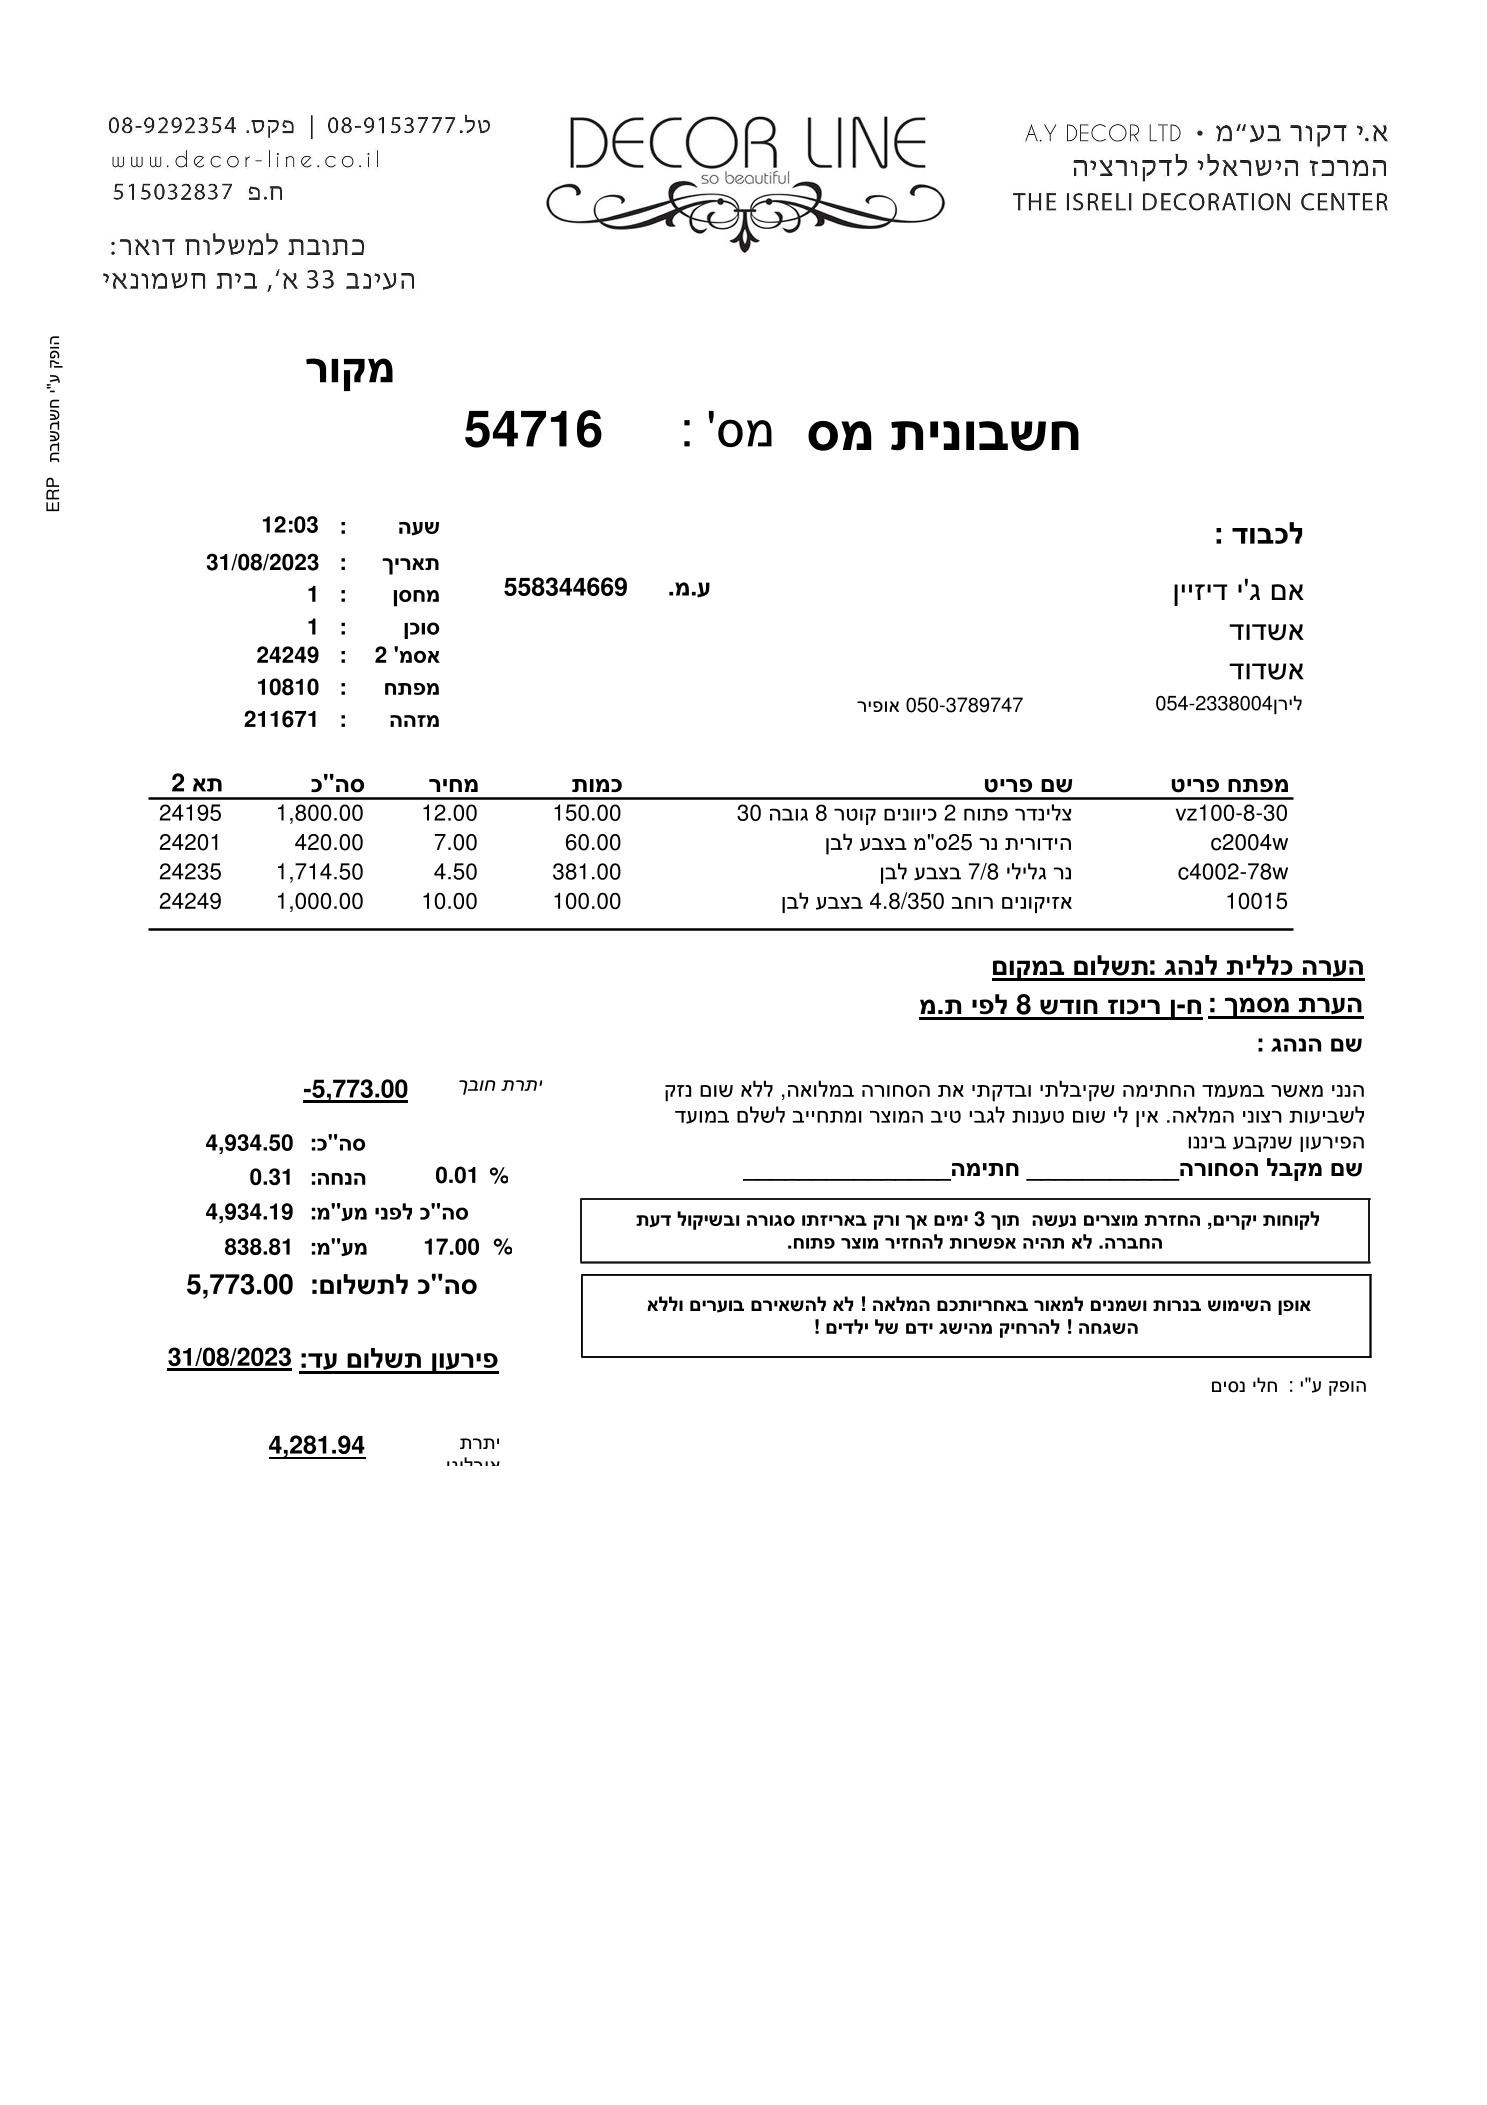 א.י דקור בע"מ • A.Y DECOR LTD
המרכז הישראלי לדקורציה
THE ISRELI DECORATION CENTER
DECOR LINE
so beautiful
טל.08-9153777 | פקס. 08-9292354
www.decor-line.co.il
ח.פ 515032837
כתובת למשלוח דואר:
העינב 33 א', בית חשמונאי
הופק ע"י חשבשבת ERP
מקור
חשבונית מס מס' : 54716
לכבוד :
אם ג'י דיזיין
אשדוד
אשדוד
לירן054-2338004 050-3789747 אופיר
ע.מ. 558344669
שעה : 12:03
תאריך : 31/08/2023
מחסן : 1
סוכן : 1
אסמ' 2 : 24249
מפתח : 10810
מזהה : 211671
מפתח פריט שם פריט כמות מחיר סה"כ תא 2
vz100-8-30 צלינדר פתוח 2 כיוונים קוטר 8 גובה 30 150.00 12.00 1,800.00 24195
c2004w הידורית נר 25ס"מ בצבע לבן 60.00 7.00 420.00 24201
c4002-78w נר גלילי 7/8 בצבע לבן 381.00 4.50 1,714.50 24235
10015 אזיקונים רוחב 4.8/350 בצבע לבן 100.00 10.00 1,000.00 24249
הערה כללית לנהג :תשלום במקום
הערת מסמך : ח-ן ריכוז חודש 8 לפי ת.מ
שם הנהג :
הנני מאשר במעמד החתימה שקיבלתי ובדקתי את הסחורה במלואה, ללא שום נזק
לשביעות רצוני המלאה. אין לי שום טענות לגבי טיב המוצר ומתחייב לשלם במועד
הפירעון שנקבע ביננו
שם מקבל הסחורה___________ חתימה_______________
לקוחות יקרים, החזרת מוצרים נעשה תוך 3 ימים אך ורק באריזתו סגורה ובשיקול דעת
החברה. לא תהיה אפשרות להחזיר מוצר פתוח.
אופן השימוש בנרות ושמנים למאור באחריותכם המלאה ! לא להשאירם בוערים וללא
השגחה ! להרחיק מהישג ידם של ילדים !
הופק ע"י : חלי נסים
יתרת חובך 5,773.00-
סה"כ: 4,934.50
% 0.01 הנחה: 0.31
סה"כ לפני מע"מ: 4,934.19
% 17.00 מע"מ: 838.81
סה"כ לתשלום: 5,773.00
פירעון תשלום עד: 31/08/2023
יתרת 4,281.94